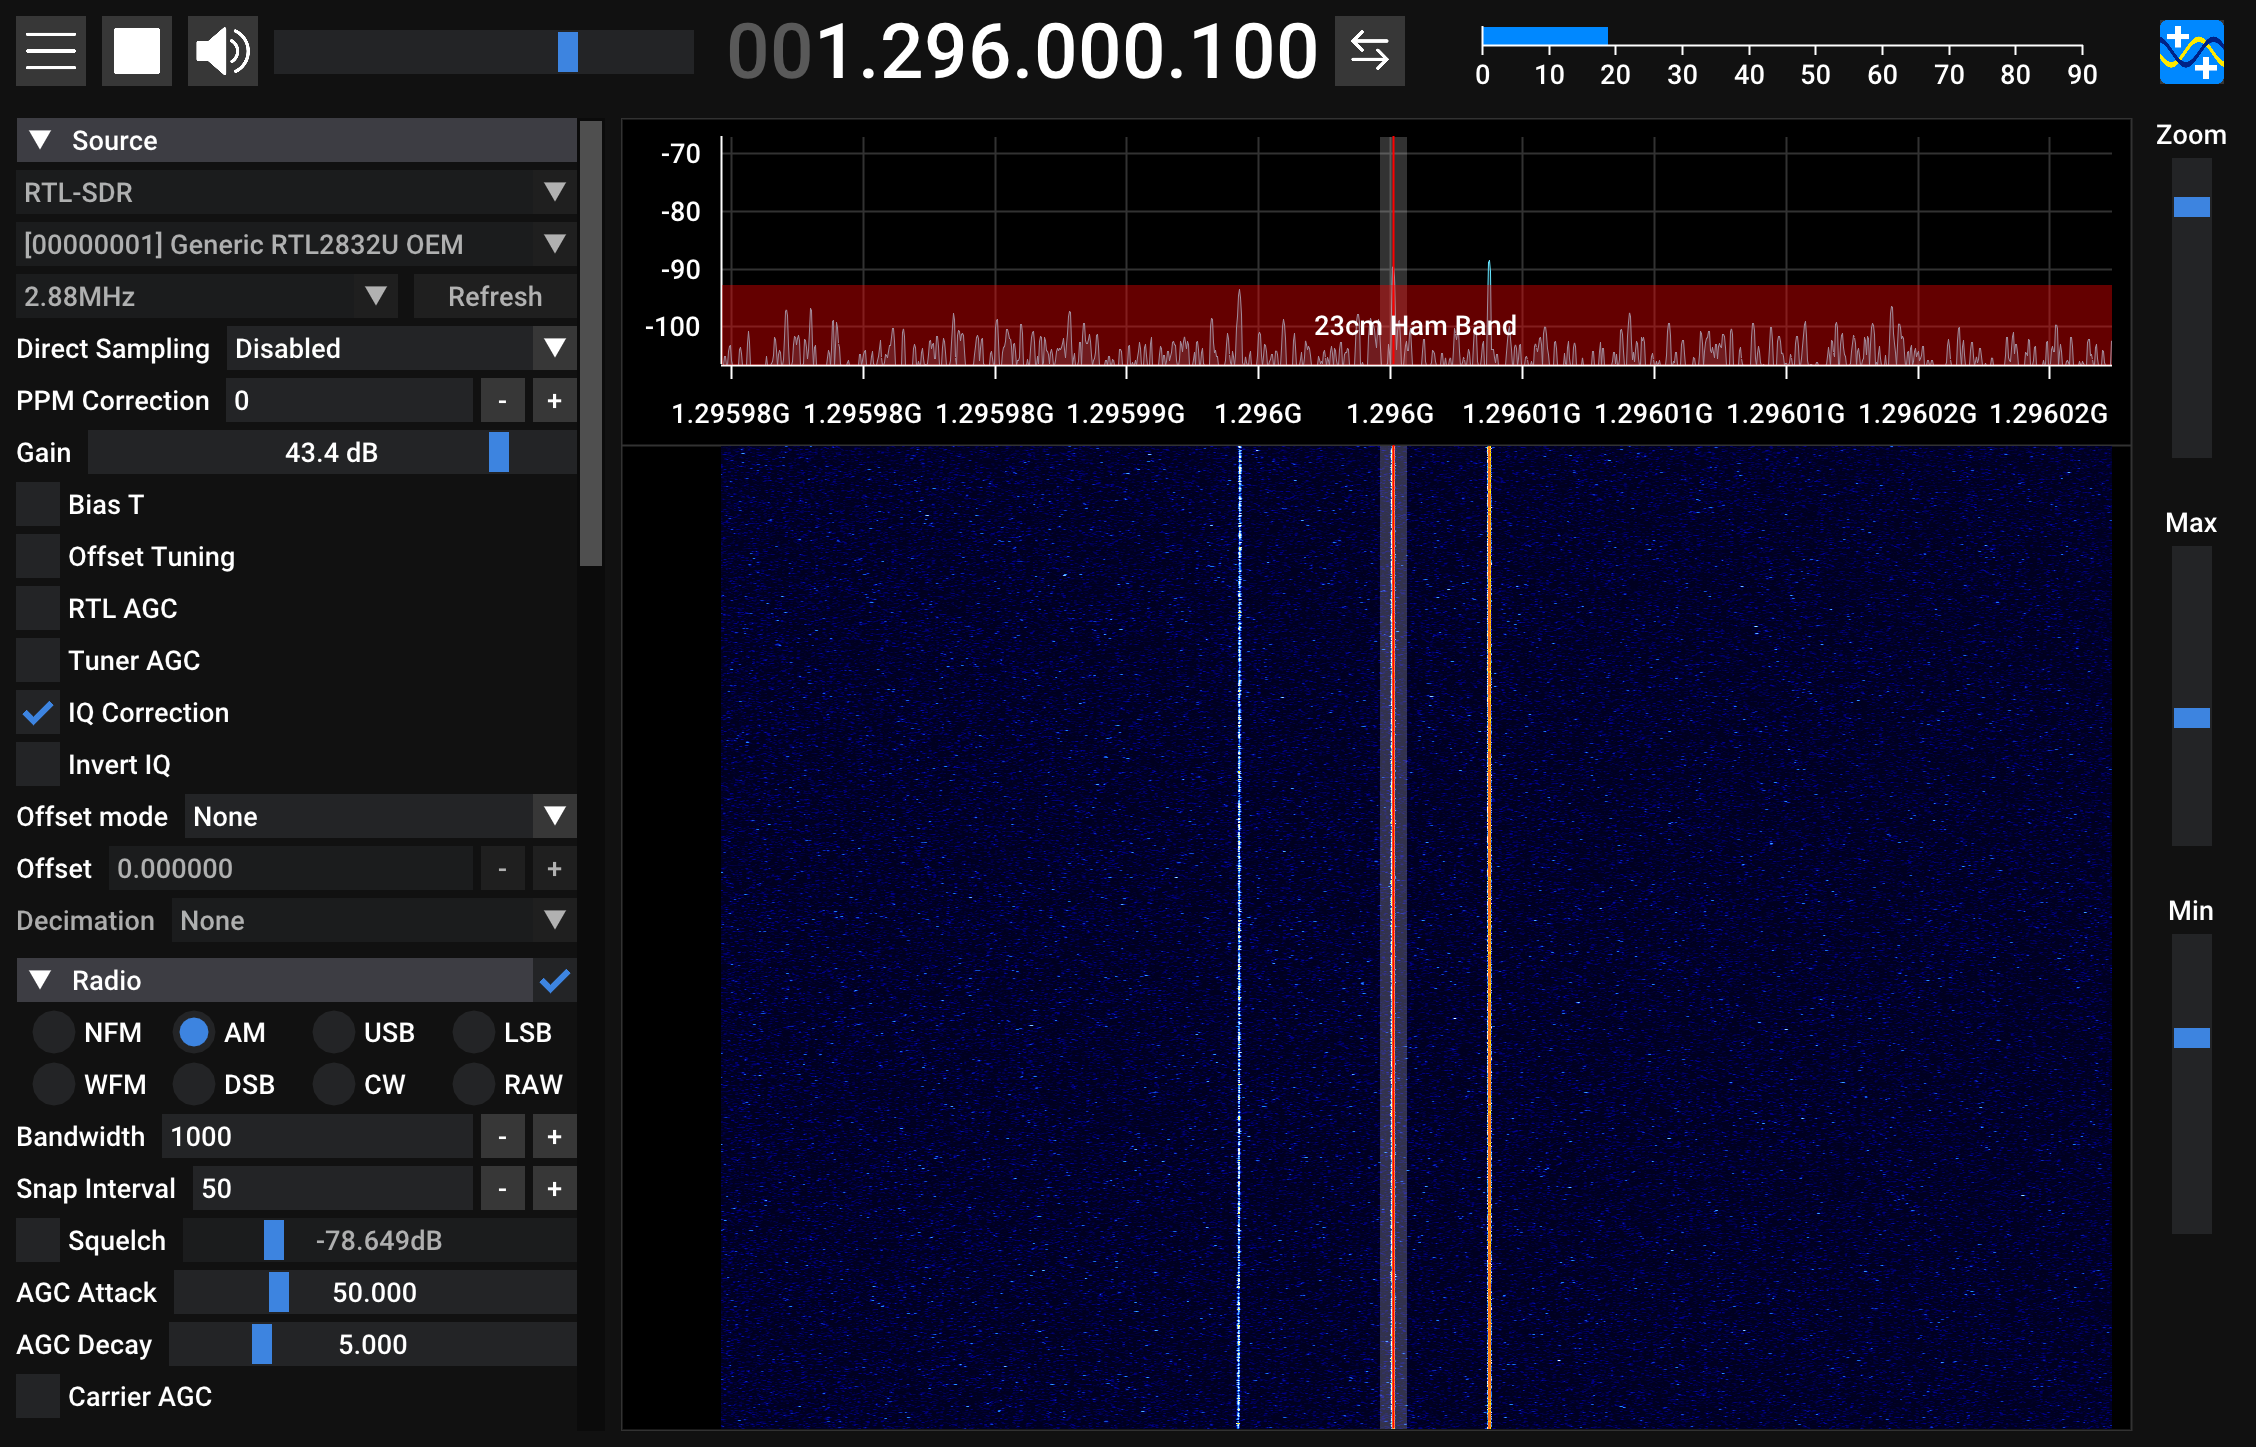 001.296.000.100
0 10 20 30 40 50 60 70 80 90
Source
RTL-SDR
[00000001] Generic RTL2832U OEM
2.88MHz Refresh
Direct Sampling Disabled
PPM Correction 0 - +
Gain 43.4 dB
Bias T
Offset Tuning
RTL AGC
Tuner AGC
IQ Correction
Invert IQ
Offset mode None
Offset 0.000000 - +
Decimation None
Radio
NFM AM USB LSB
WFM DSB CW RAW
Bandwidth 1000 - +
Snap Interval 50 - +
Squelch -78.649dB
AGC Attack 50.000
AGC Decay 5.000
Carrier AGC
-70
-80
-90
-100
23cm Ham Band
1.29598G 1.29598G 1.29598G 1.29599G 1.296G 1.296G 1.29601G 1.29601G 1.29601G 1.29602G 1.29602G
Zoom
Max
Min